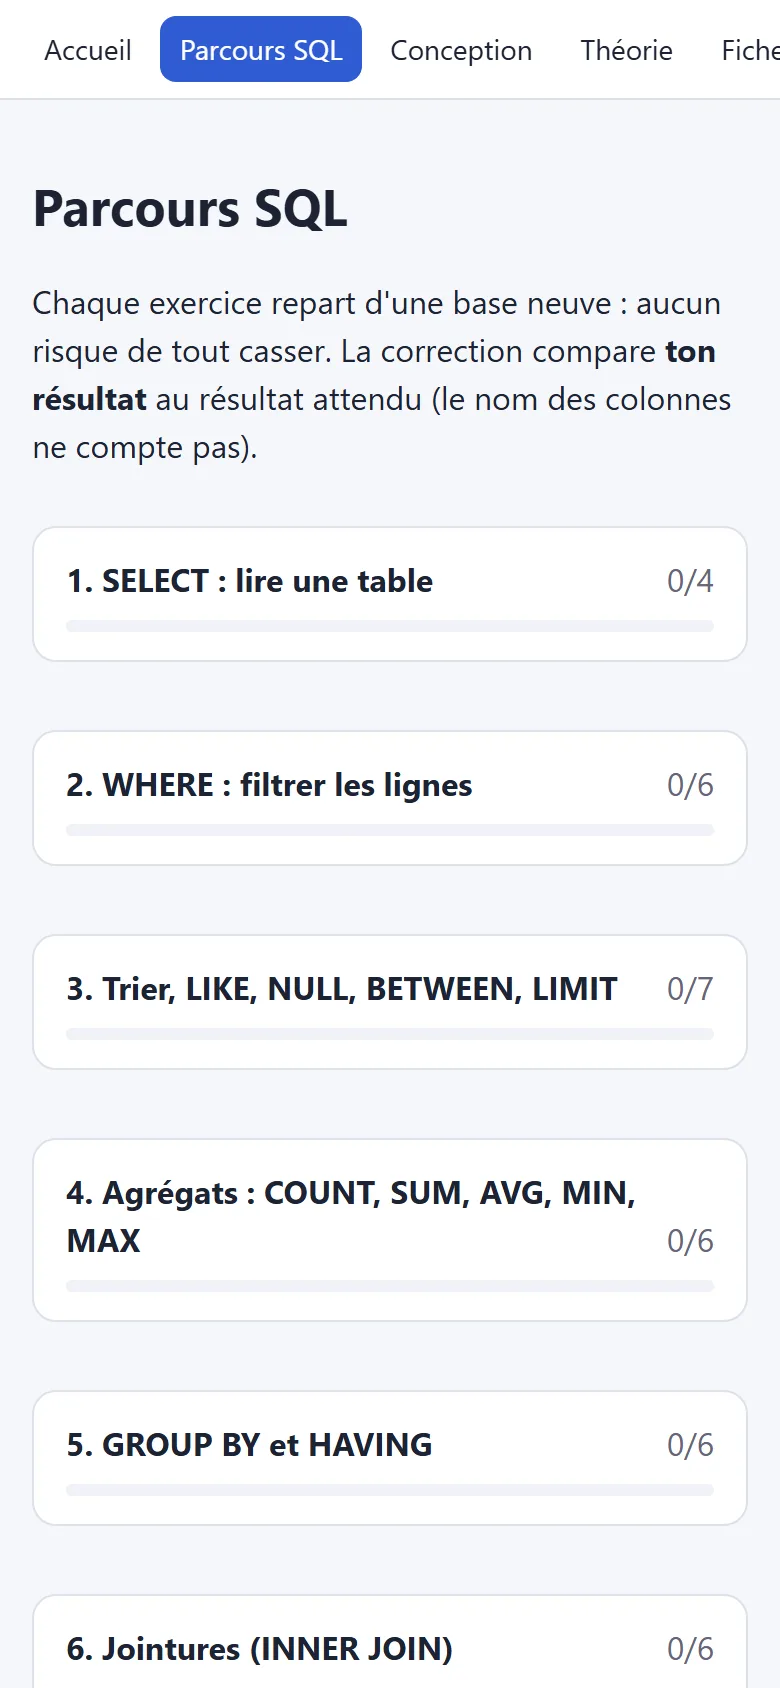 Accueil Parcours SQL Conception Théorie Fiche
Parcours SQL
Chaque exercice repart d'une base neuve : aucun
risque de tout casser. La correction compare ton
résultat au résultat attendu (le nom des colonnes
ne compte pas).
1. SELECT : lire une table 0/4
2. WHERE : filtrer les lignes 0/6
3. Trier, LIKE, NULL, BETWEEN, LIMIT 0/7
4. Agrégats : COUNT, SUM, AVG, MIN,
MAX 0/6
5. GROUP BY et HAVING 0/6
6. Jointures (INNER JOIN) 0/6